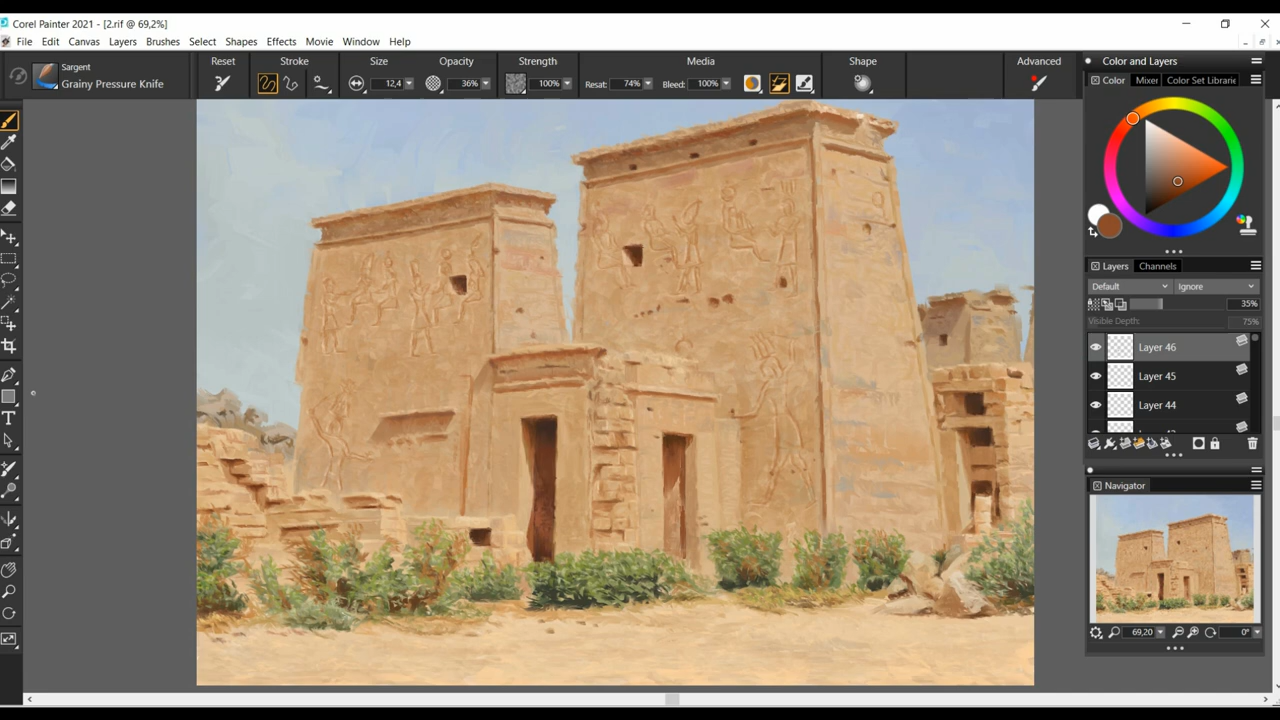 Corel Painter 2021 - [2.rif @ 69,2%]
File Edit Canvas Layers Brushes Select Shapes Effects Movie Window Help
Sargent
Grainy Pressure Knife
Reset Stroke Size Opacity Strength Media Shape Advanced
12,4 36% 100% Resat: 74% Bleed: 100%
Color and Layers
Color Mixer Color Set Librarie
Layers Channels
Default Ignore
35%
Visible Depth: 75%
Layer 46
Layer 45
Layer 44
Navigator
69,20 0°